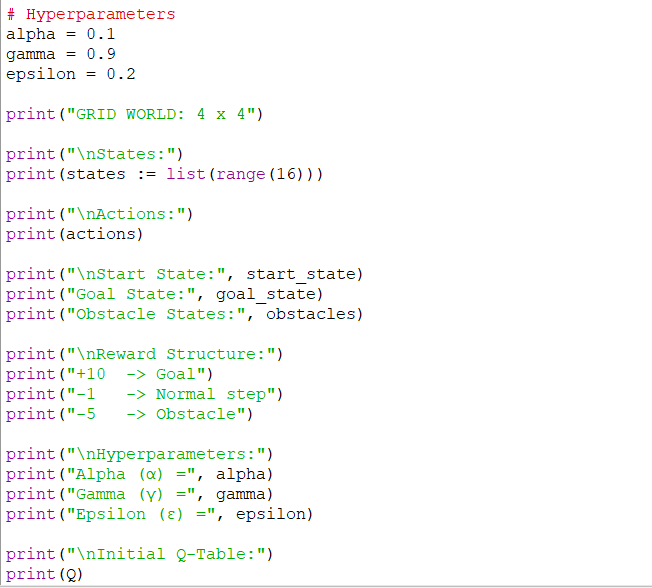 # Hyperparameters
alpha = 0.1
gamma = 0.9
epsilon = 0.2
print("GRID WORLD: 4 x 4")
print("\nStates:")
print(states := list(range(16)))
print("\nActions:")
print(actions)
print("\nStart State:", start_state)
print("Goal State:", goal_state)
print("Obstacle States:", obstacles)
print("\nReward Structure:")
print("+10  -> Goal")
print("-1   -> Normal step")
print("-5   -> Obstacle")
print("\nHyperparameters:")
print("Alpha (α) =", alpha)
print("Gamma (γ) =", gamma)
print("Epsilon (ε) =", epsilon)
print("\nInitial Q-Table:")
print(Q)